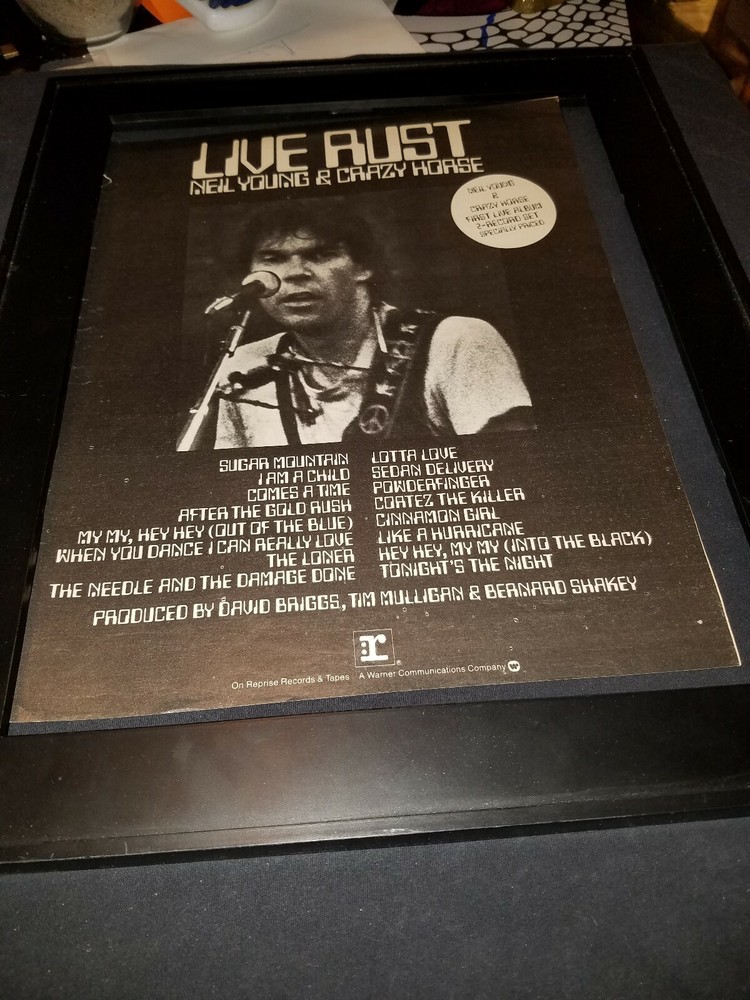 LIVE RUST
NEIL YOUNG & CRAZY HORSE
NEIL YOUNG
&
CRAZY HORSE
FIRST LIVE ALBUM
2-RECORD SET
SPECIALLY PRICED
SUGAR MOUNTAIN
I AM A CHILD
COMES A TIME
AFTER THE GOLD RUSH
MY MY, HEY HEY (OUT OF THE BLUE)
WHEN YOU DANCE I CAN REALLY LOVE
THE LONER
THE NEEDLE AND THE DAMAGE DONE
LOTTA LOVE
SEDAN DELIVERY
POWDERFINGER
CORTEZ THE KILLER
CINNAMON GIRL
LIKE A HURRICANE
HEY HEY, MY MY (INTO THE BLACK)
TONIGHT'S THE NIGHT
PRODUCED BY DAVID BRIGGS, TIM MULLIGAN & BERNARD SHAKEY
r®
On Reprise Records & Tapes A Warner Communications Company